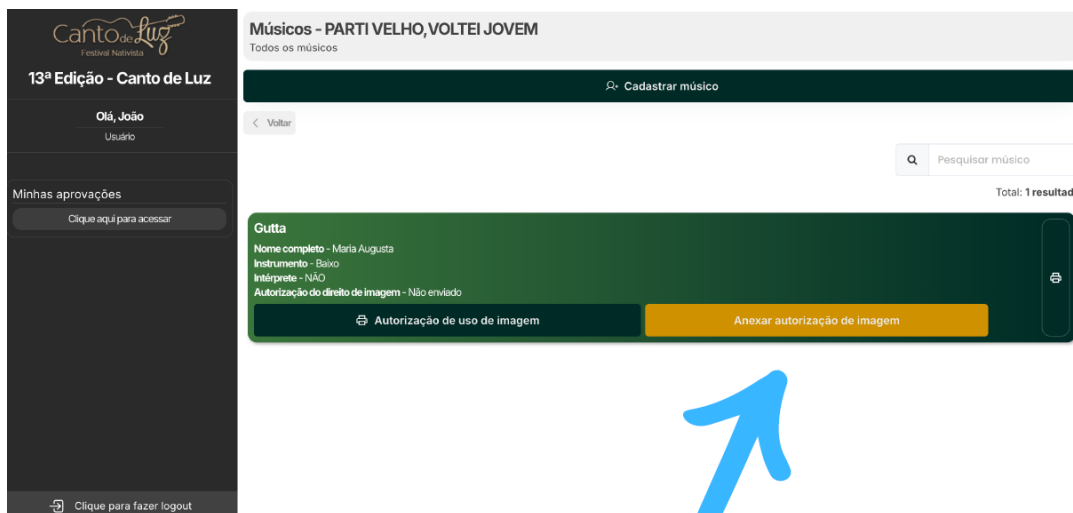 Canto de Luz
Festival Nativista
13ª Edição - Canto de Luz
Olá, João
Usuário
Minhas aprovações
Clique aqui para acessar
Clique para fazer logout
Músicos - PARTI VELHO,VOLTEI JOVEM
Todos os músicos
Cadastrar músico
Voltar
Pesquisar músico
Total: 1 resultad
Gutta
Nome completo - Maria Augusta
Instrumento - Baixo
Intérprete - NÃO
Autorização do direito de imagem - Não enviado
Autorização de uso de imagem
Anexar autorização de imagem